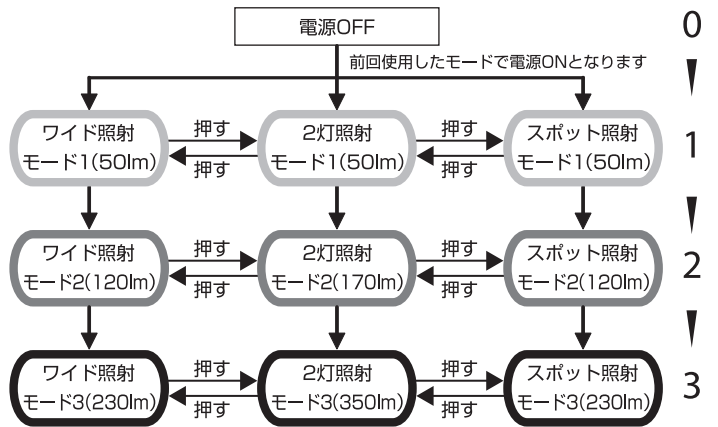 電源OFF
0
前回使用したモードで電源ONとなります
ワイド照射
モード1(50lm)
押す
押す
2灯照射
モード1(50lm)
押す
押す
スポット照射
モード1(50lm)
1
ワイド照射
モード2(120lm)
押す
押す
2灯照射
モード2(170lm)
押す
押す
スポット照射
モード2(120lm)
2
ワイド照射
モード3(230lm)
押す
押す
2灯照射
モード3(350lm)
押す
押す
スポット照射
モード3(230lm)
3